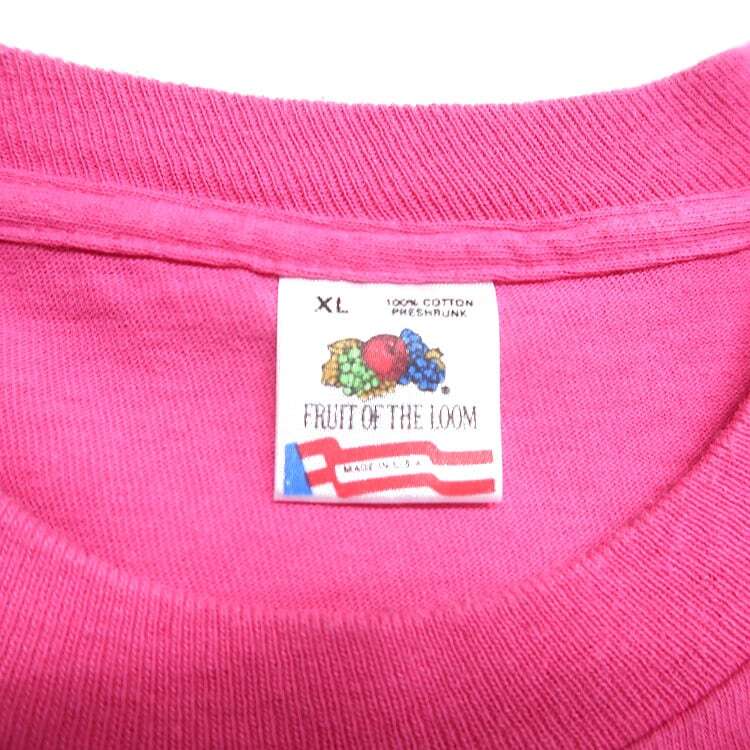 XL
100% COTTON
PRESHRUNK
®
FRUIT OF THE LOOM
MADE IN U.S.A.